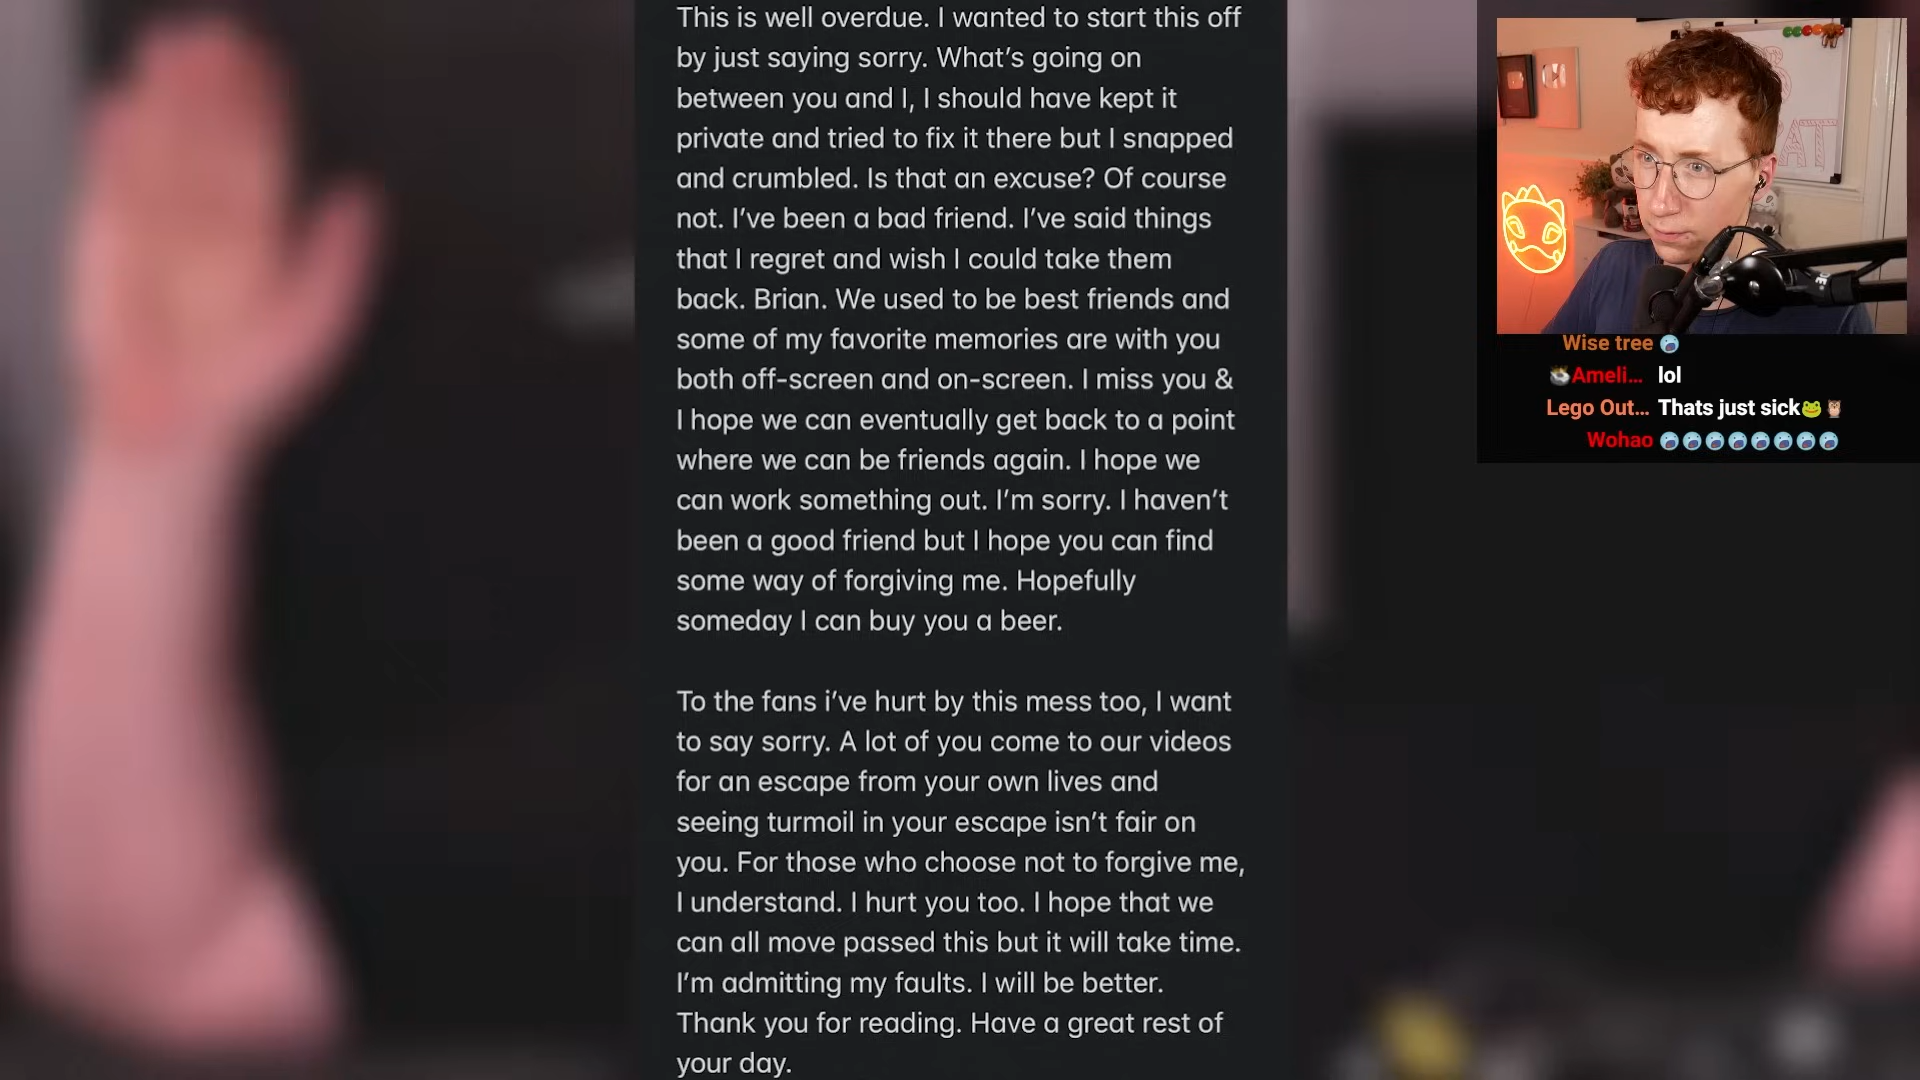 This is well overdue. I wanted to start this off
by just saying sorry. What’s going on
between you and I, I should have kept it
private and tried to fix it there but I snapped
and crumbled. Is that an excuse? Of course
not. I’ve been a bad friend. I’ve said things
that I regret and wish I could take them
back. Brian. We used to be best friends and
some of my favorite memories are with you
both off-screen and on-screen. I miss you &
I hope we can eventually get back to a point
where we can be friends again. I hope we
can work something out. I’m sorry. I haven’t
been a good friend but I hope you can find
some way of forgiving me. Hopefully
someday I can buy you a beer.
To the fans i’ve hurt by this mess too, I want
to say sorry. A lot of you come to our videos
for an escape from your own lives and
seeing turmoil in your escape isn’t fair on
you. For those who choose not to forgive me,
I understand. I hurt you too. I hope that we
can all move passed this but it will take time.
I’m admitting my faults. I will be better.
Thank you for reading. Have a great rest of
your day.
Wise tree
Ameli... lol
Lego Out... Thats just sick🐸🦉
Wohao